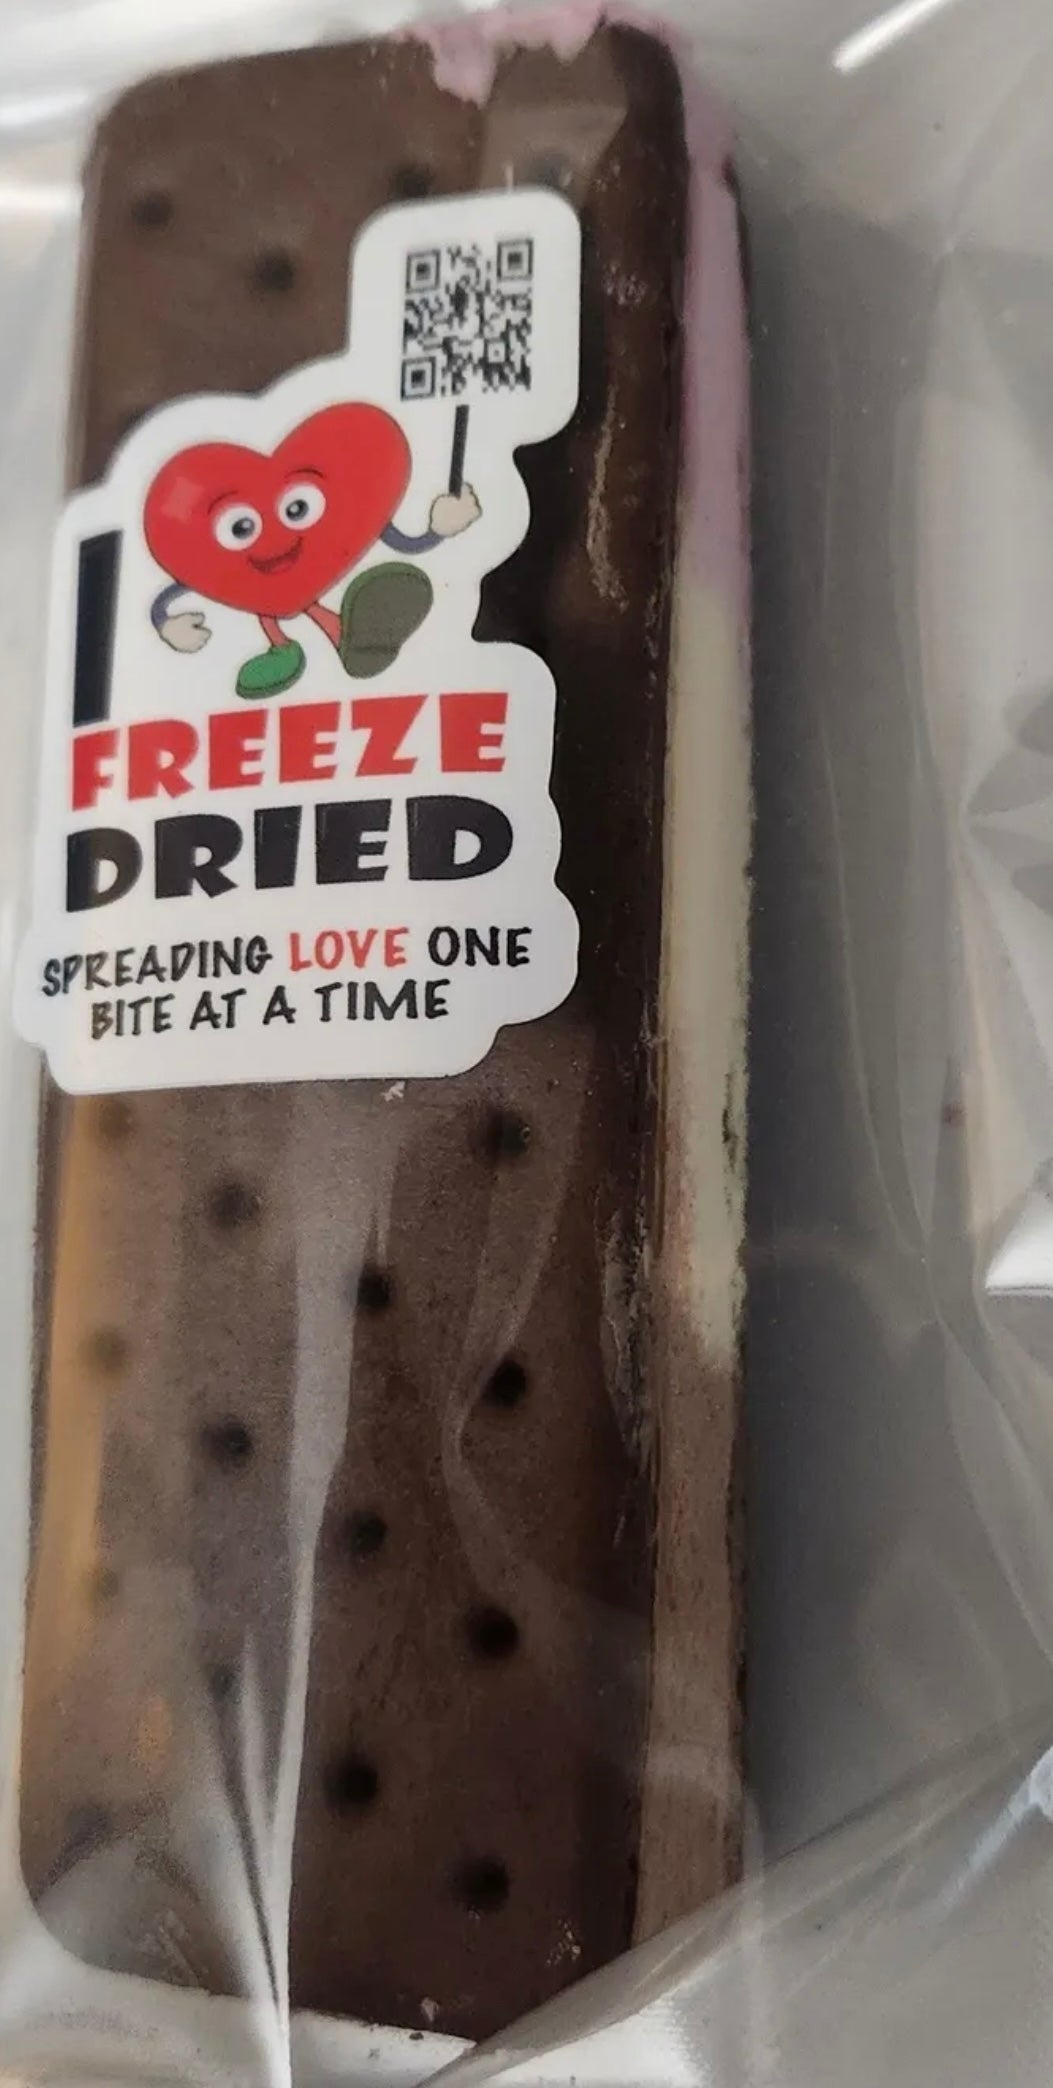 I
FREEZE
DRIED
SPREADING LOVE ONE
BITE AT A TIME